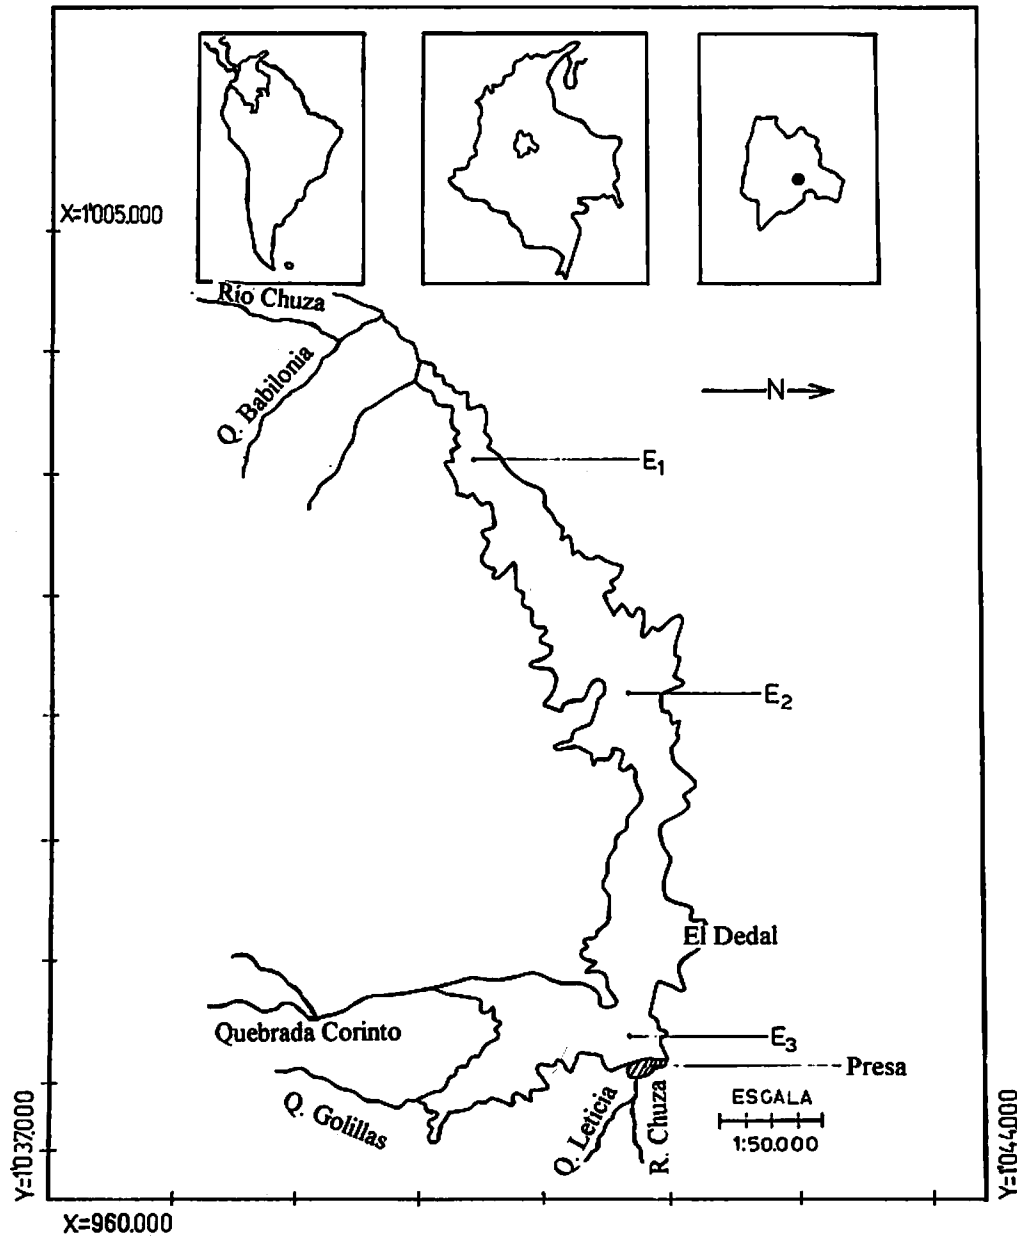 X=1'005.000
Río Chuza
Q. Babilonia
N
E1
E2
El Dedal
Quebrada Corinto
E3
Presa
Q. Golillas
Q. Leticia
R. Chuza
ESCALA
1:50.000
Y=1'037.000
Y=1'044.000
X=960.000